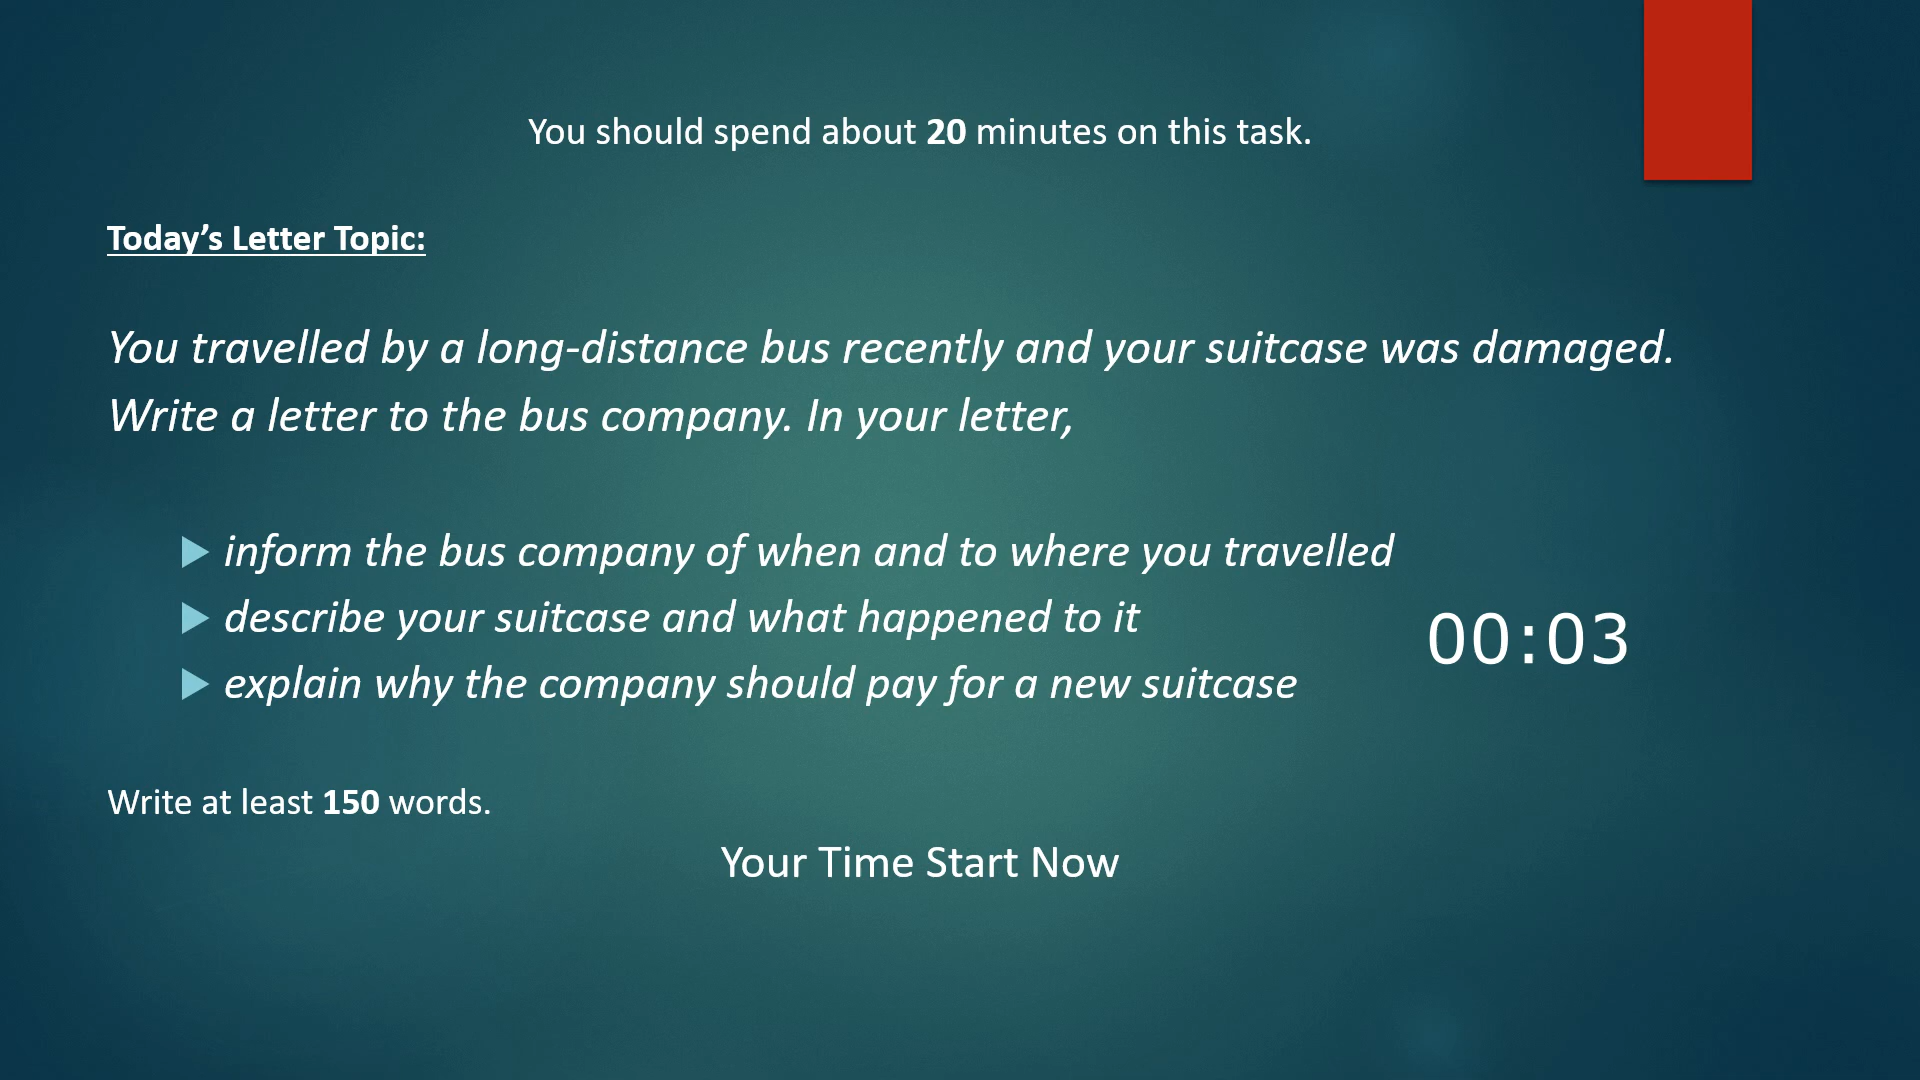 You should spend about 20 minutes on this task.
Today’s Letter Topic:
You travelled by a long-distance bus recently and your suitcase was damaged.
Write a letter to the bus company. In your letter,
inform the bus company of when and to where you travelled
describe your suitcase and what happened to it
00:03
explain why the company should pay for a new suitcase
Write at least 150 words.
Your Time Start Now